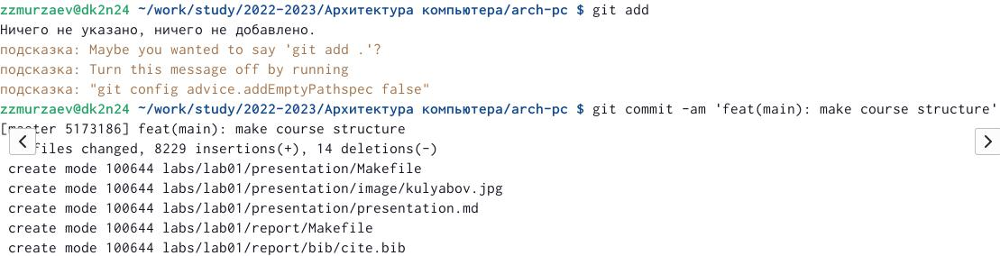 zzmurzaev@dk2n24 ~/work/study/2022-2023/Архитектура компьютера/arch-pc $ git add
Ничего не указано, ничего не добавлено.
подсказка: Maybe you wanted to say 'git add .'?
подсказка: Turn this message off by running
подсказка: "git config advice.addEmptyPathspec false"
zzmurzaev@dk2n24 ~/work/study/2022-2023/Архитектура компьютера/arch-pc $ git commit -am 'feat(main): make course structure'
[master 5173186] feat(main): make course structure
files changed, 8229 insertions(+), 14 deletions(-)
create mode 100644 labs/lab01/presentation/Makefile
create mode 100644 labs/lab01/presentation/image/kulyabov.jpg
create mode 100644 labs/lab01/presentation/presentation.md
create mode 100644 labs/lab01/report/Makefile
create mode 100644 labs/lab01/report/bib/cite.bib